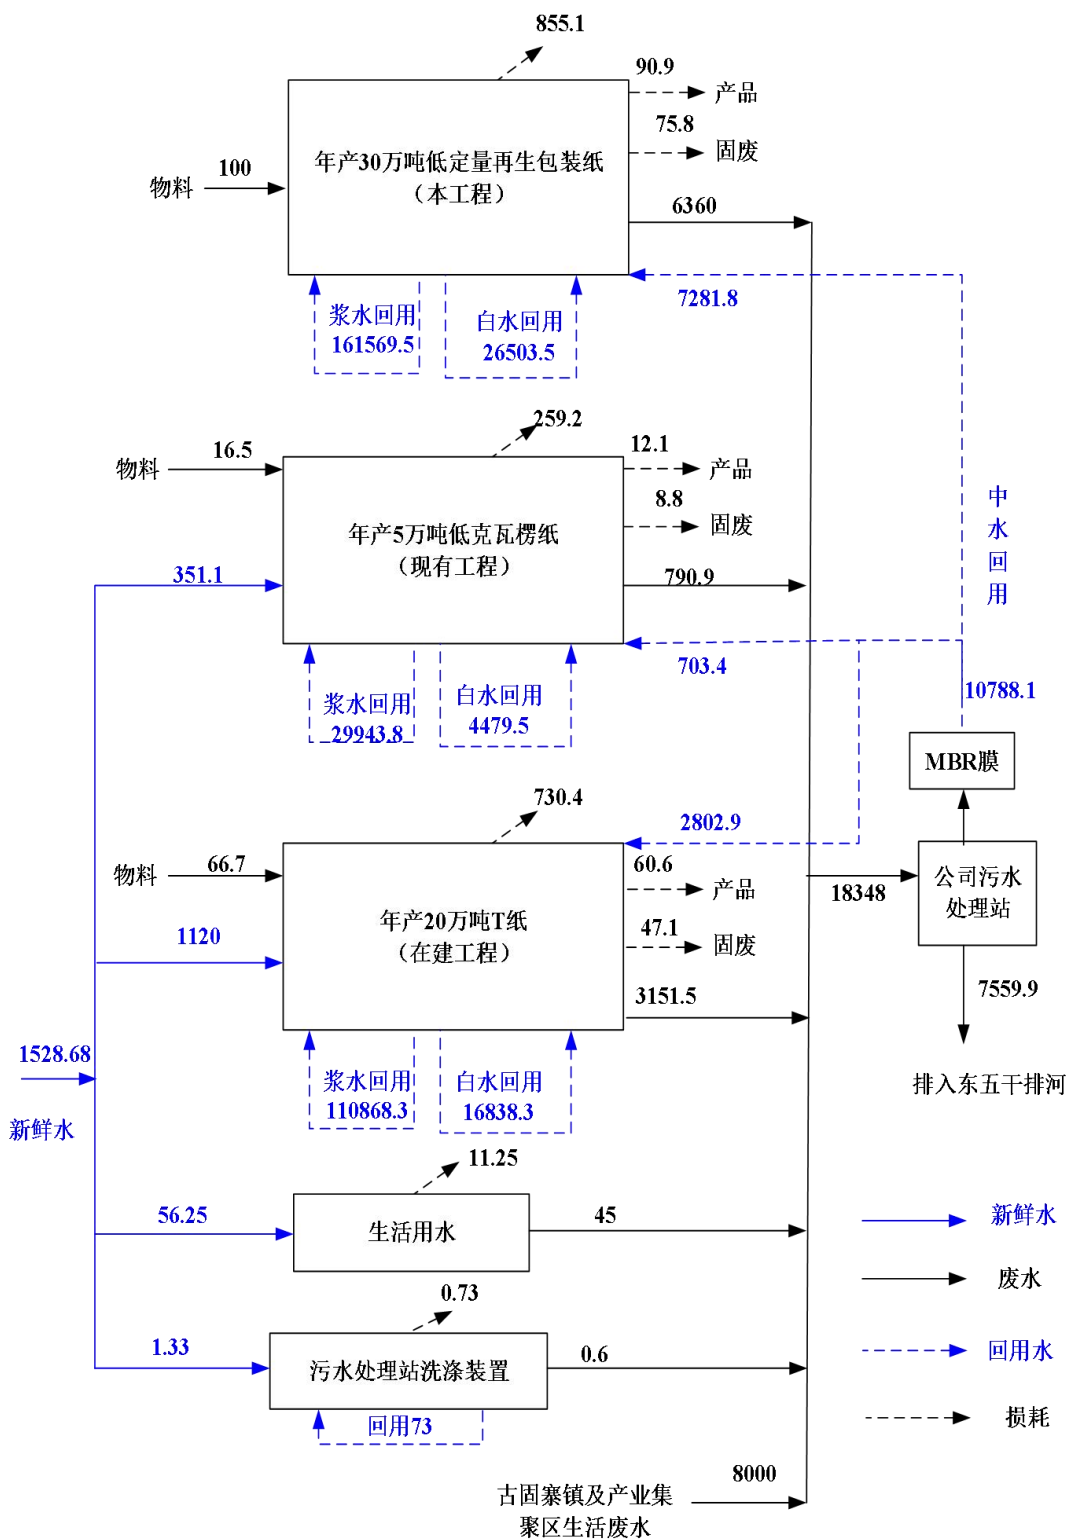 855.1
90.9
产品
75.8
固废
年产30万吨低定量再生包装纸
（本工程）
物料
100
6360
7281.8
浆水回用
161569.5
白水回用
26503.5
259.2
12.1
产品
8.8
固废
物料
16.5
年产5万吨低克瓦楞纸
（现有工程）
351.1
790.9
703.4
浆水回用
29943.8
白水回用
4479.5
中
水
回
用
10788.1
MBR膜
730.4
2802.9
物料
66.7
60.6
产品
47.1
固废
年产20万吨T纸
（在建工程）
1120
3151.5
18348
公司污水
处理站
7559.9
排入东五干排河
1528.68
新鲜水
浆水回用
110868.3
白水回用
16838.3
11.25
56.25
生活用水
45
0.73
1.33
污水处理站洗涤装置
0.6
回用73
8000
古固寨镇及产业集
聚区生活废水
新鲜水
废水
回用水
损耗